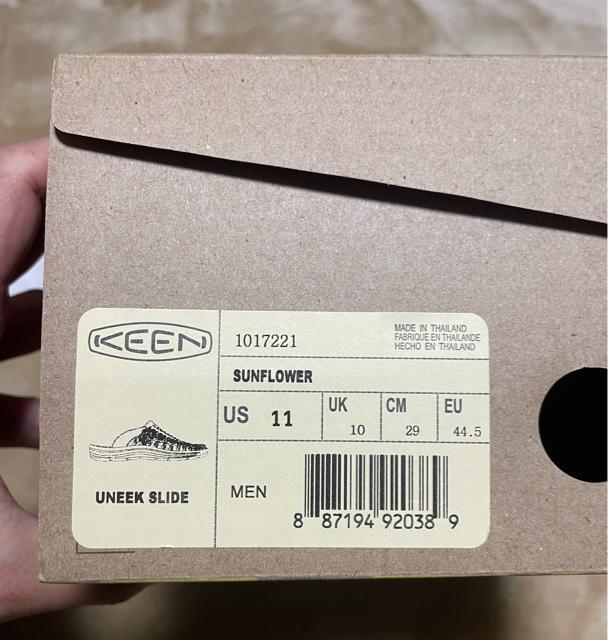 KEEN
1017221
MADE IN THAILAND
FABRIQUE EN THAILANDE
HECHO EN THAILAND
SUNFLOWER
US 11
UK 10
CM 29
EU 44.5
UNEEK SLIDE
MEN
8 87194 92038 9